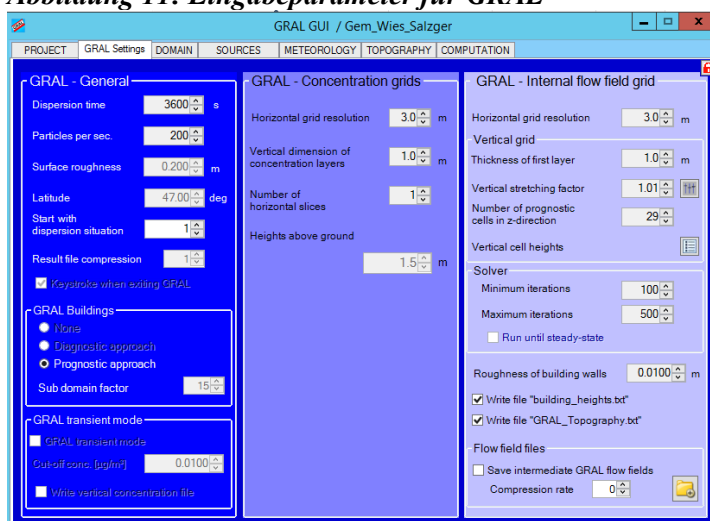 Abbildung 11: Eingabeparameter für GRAL
GRAL GUI / Gem_Wies_Salzger
PROJECT GRAL Settings DOMAIN SOURCES METEOROLOGY TOPOGRAPHY COMPUTATION
GRAL - General
Dispersion time 3600 s
Particles per sec. 200
Surface roughness 0.200 m
Latitude 47.00 deg
Start with
dispersion situation 1
Result file compression 1
Keystroke when exiting GRAL
GRAL Buildings
None
Diagnostic approach
Prognostic approach
Sub domain factor 15
GRAL transient mode
GRAL transient mode
Cut-off conc. [µg/m³] 0.0100
Write vertical concentration file
GRAL - Concentration grids
Horizontal grid resolution 3.0 m
Vertical dimension of
concentration layers 1.0 m
Number of
horizontal slices 1
Heights above ground
1.5 m
GRAL - Internal flow field grid
Horizontal grid resolution 3.0 m
Vertical grid
Thickness of first layer 1.0 m
Vertical stretching factor 1.01
Number of prognostic
cells in z-direction 29
Vertical cell heights
Solver
Minimum iterations 100
Maximum iterations 500
Run until steady-state
Roughness of building walls 0.0100 m
Write file "building_heights.txt"
Write file "GRAL_Topography.txt"
Flow field files
Save intermediate GRAL flow fields
Compression rate 0